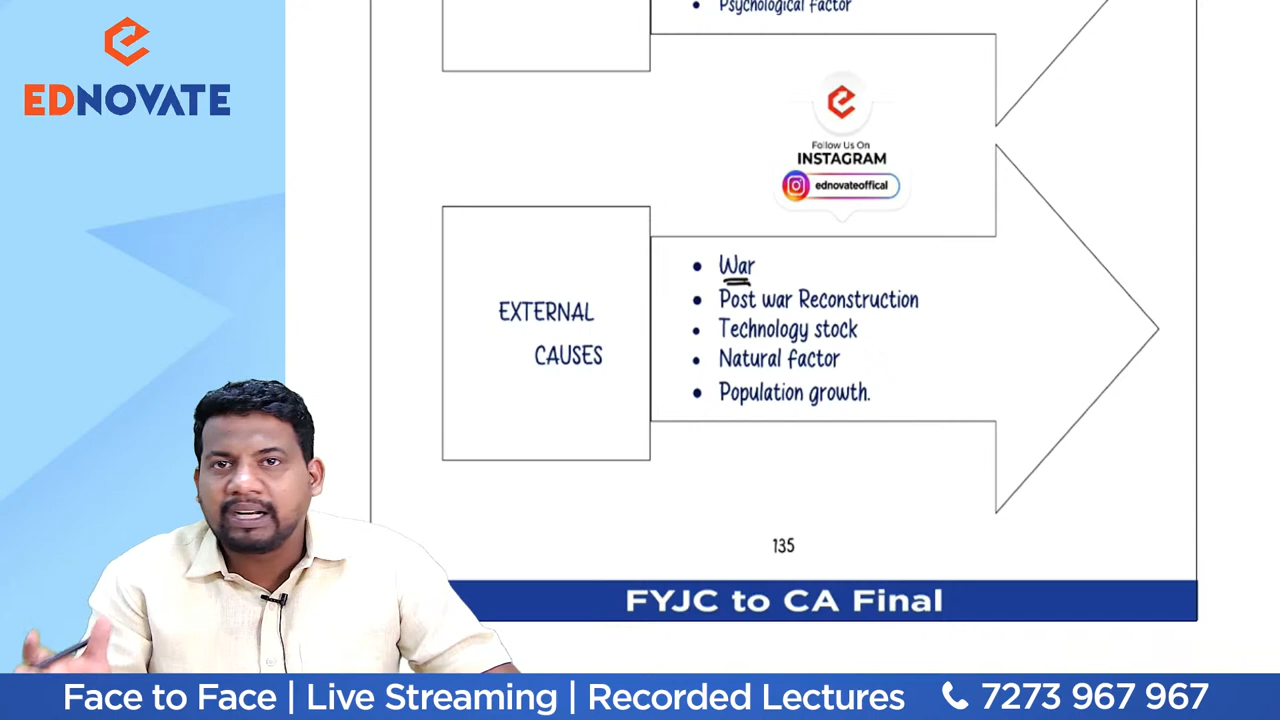 Psychological factor
EDNOVATE
Follow Us On
INSTAGRAM
ednovateoffical
EXTERNAL
CAUSES
War
Post war Reconstruction
Technology stock
Natural factor
Population growth.
135
FYJC to CA Final
Face to Face | Live Streaming | Recorded Lectures 7273 967 967